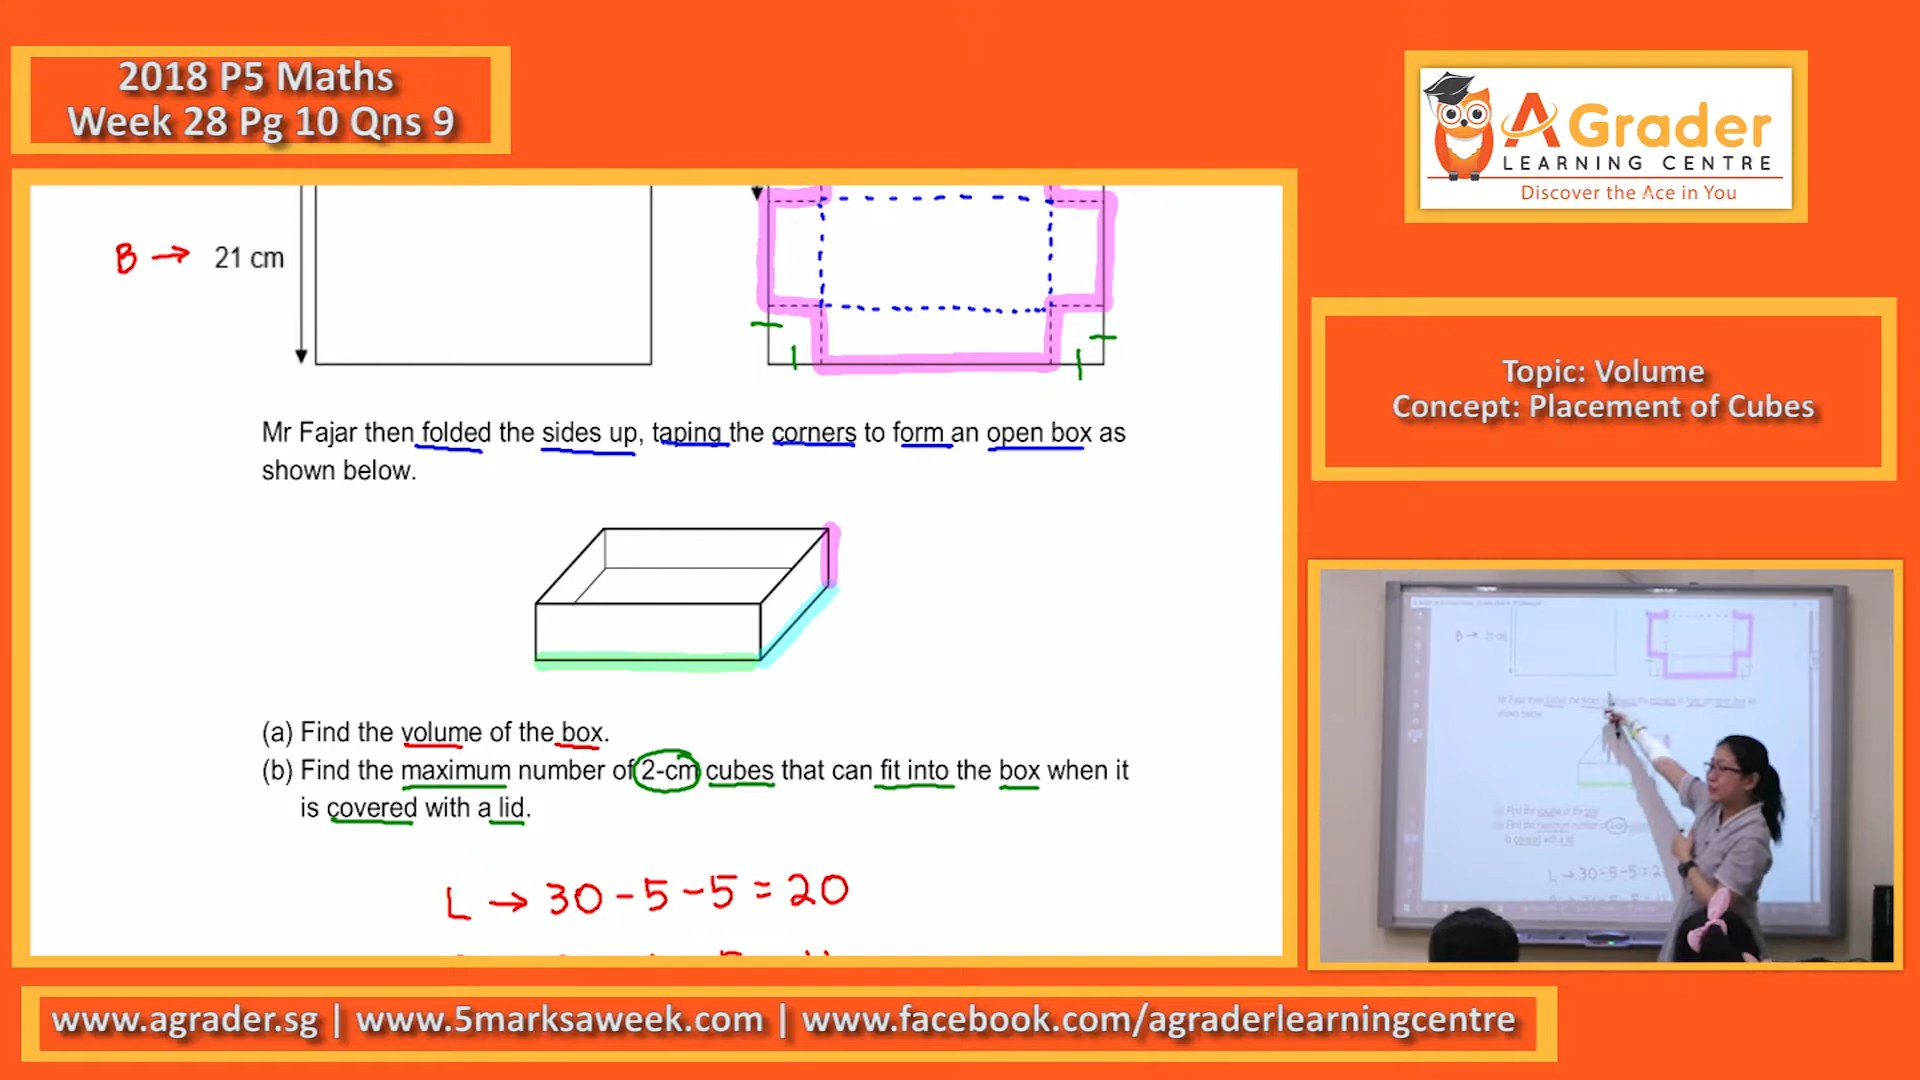 2018 P5 Maths
Week 28 Pg 10 Qns 9
A Grader
LEARNING CENTRE
Discover the Ace in You
B → 21 cm
Mr Fajar then folded the sides up, taping the corners to form an open box as
shown below.
(a) Find the volume of the box.
(b) Find the maximum number of 2-cm cubes that can fit into the box when it
is covered with a lid.
L → 30 - 5 - 5 = 20
Topic: Volume
Concept: Placement of Cubes
www.agrader.sg | www.5marksaweek.com | www.facebook.com/agraderlearningcentre